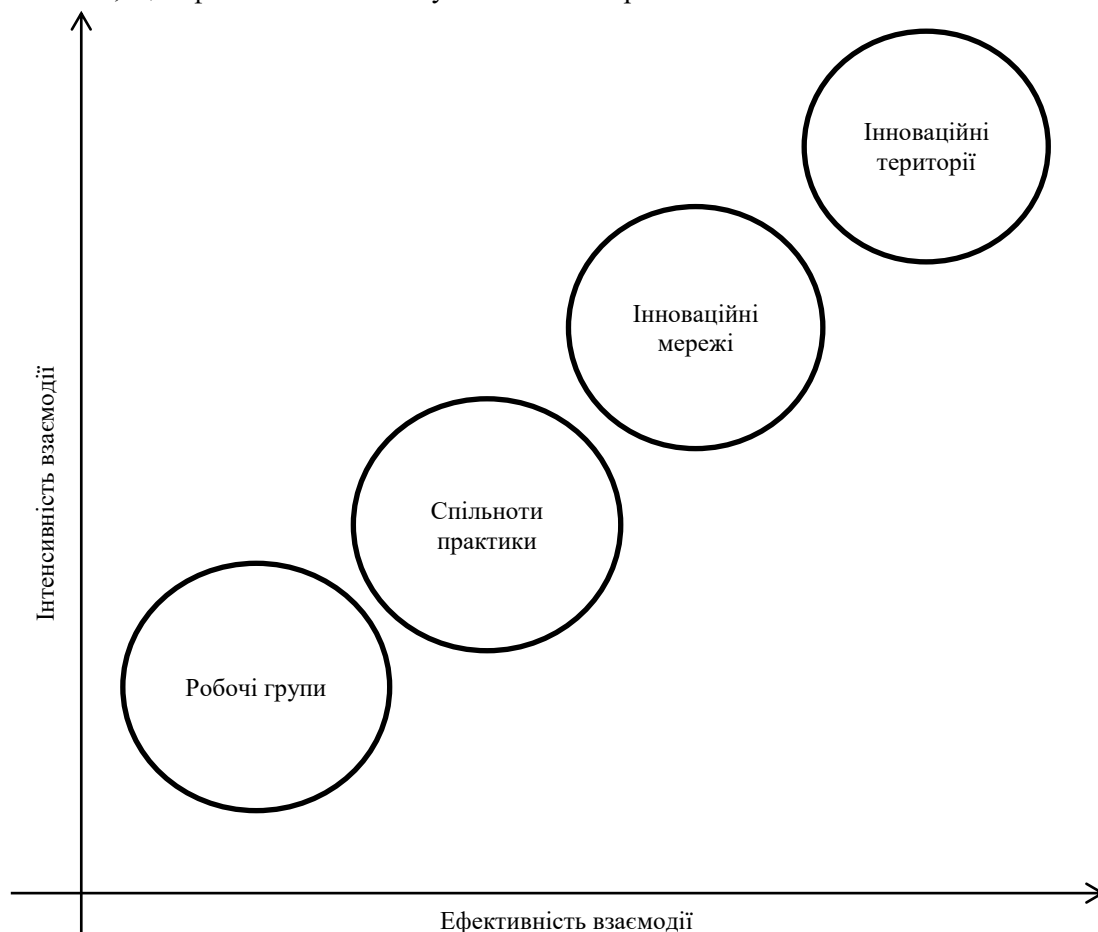 Інноваційні
території
Інноваційні
мережі
Спільноти
практики
Робочі групи
Інтенсивність взаємодії
Ефективність взаємодії